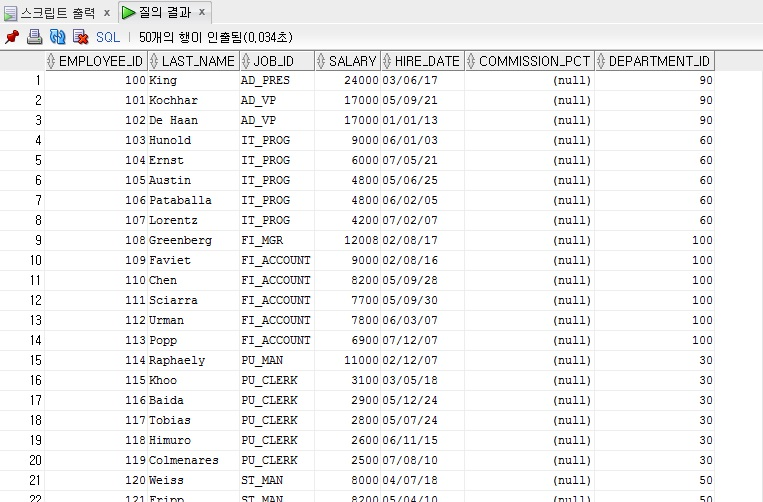 스크립트 출력 x 질의 결과 x
SQL | 50개의 행이 인출됨(0,034초)
EMPLOYEE_ID LAST_NAME JOB_ID SALARY HIRE_DATE COMMISSION_PCT DEPARTMENT_ID
1 100 King AD_PRES 24000 03/06/17 (null) 90
2 101 Kochhar AD_VP 17000 05/09/21 (null) 90
3 102 De Haan AD_VP 17000 01/01/13 (null) 90
4 103 Hunold IT_PROG 9000 06/01/03 (null) 60
5 104 Ernst IT_PROG 6000 07/05/21 (null) 60
6 105 Austin IT_PROG 4800 05/06/25 (null) 60
7 106 Pataballa IT_PROG 4800 06/02/05 (null) 60
8 107 Lorentz IT_PROG 4200 07/02/07 (null) 60
9 108 Greenberg FI_MGR 12008 02/08/17 (null) 100
10 109 Faviet FI_ACCOUNT 9000 02/08/16 (null) 100
11 110 Chen FI_ACCOUNT 8200 05/09/28 (null) 100
12 111 Sciarra FI_ACCOUNT 7700 05/09/30 (null) 100
13 112 Urman FI_ACCOUNT 7800 06/03/07 (null) 100
14 113 Popp FI_ACCOUNT 6900 07/12/07 (null) 100
15 114 Raphaely PU_MAN 11000 02/12/07 (null) 30
16 115 Khoo PU_CLERK 3100 03/05/18 (null) 30
17 116 Baida PU_CLERK 2900 05/12/24 (null) 30
18 117 Tobias PU_CLERK 2800 05/07/24 (null) 30
19 118 Himuro PU_CLERK 2600 06/11/15 (null) 30
20 119 Colmenares PU_CLERK 2500 07/08/10 (null) 30
21 120 Weiss ST_MAN 8000 04/07/18 (null) 50
22 121 Fripp ST_MAN 8200 05/04/10 (null) 50